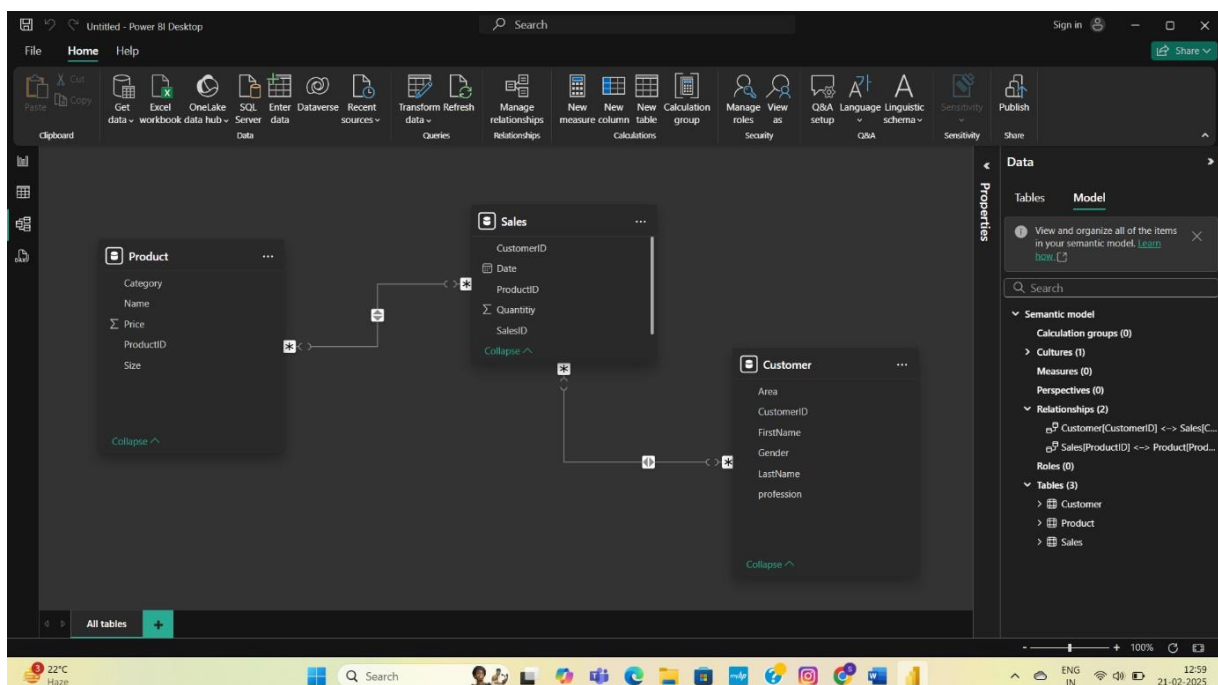 Untitled - Power BI Desktop
Search
Sign in
File Home Help
Share
Paste
Cut
Copy
Get data
Excel workbook
OneLake data hub
SQL Server
Enter data
Dataverse
Recent sources
Transform data
Refresh
Manage relationships
New measure
New column
New table
Calculation group
Manage roles
View as
Q&A setup
Language
Linguistic schema
Sensitivity
Publish
Clipboard
Data
Queries
Relationships
Calculations
Security
Q&A
Sensitivity
Share
Product
Category
Name
Price
ProductID
Size
Collapse
Sales
CustomerID
Date
ProductID
Quantitiy
SalesID
Collapse
Customer
Area
CustomerID
FirstName
Gender
LastName
profession
Collapse
Properties
Data
Tables Model
View and organize all of the items
in your semantic model. Learn
how
Search
Semantic model
Calculation groups (0)
Cultures (1)
Measures (0)
Perspectives (0)
Relationships (2)
Customer[CustomerID] <-> Sales[C...
Sales[ProductID] <-> Product[Prod...
Roles (0)
Tables (3)
Customer
Product
Sales
All tables
+
- + 100%
3
22°C
Haze
Search
ENG
IN
12:59
21-02-2025